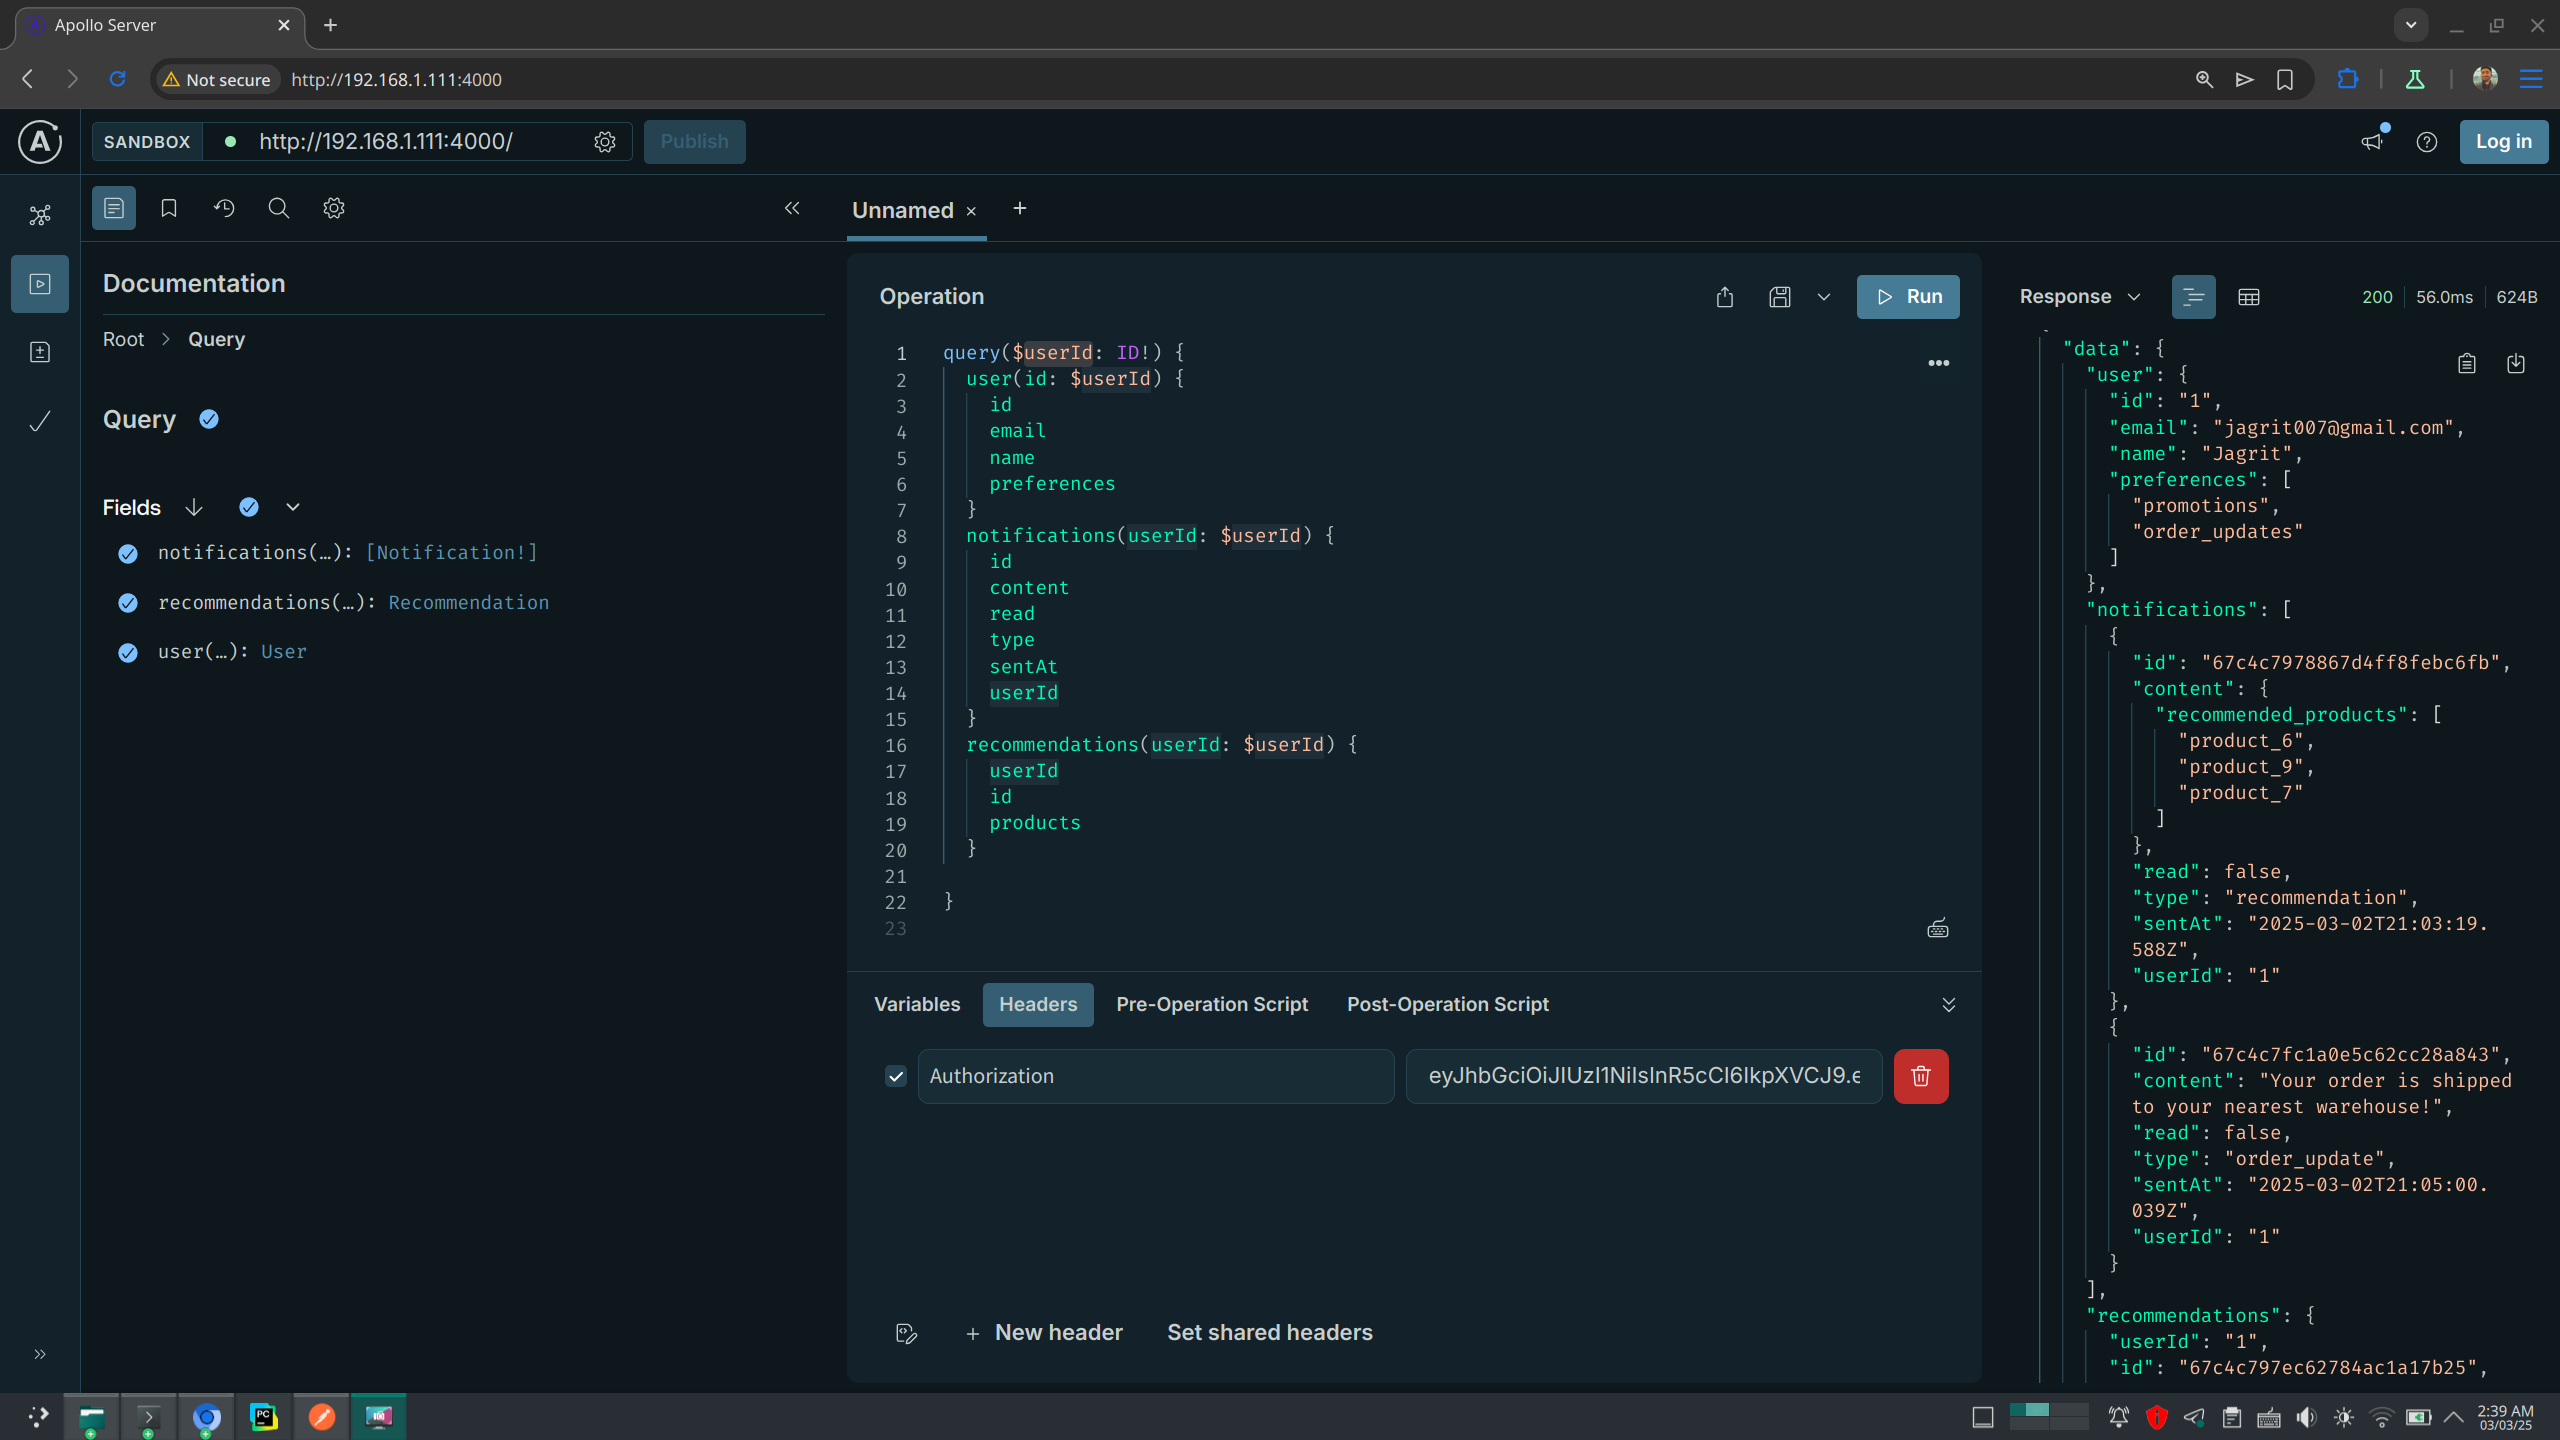 Apollo Server
Not secure
http://192.168.1.111:4000
SANDBOX
http://192.168.1.111:4000/
Publish
Log in
Documentation
Root > Query
Query
Fields
notifications(…): [Notification!]
recommendations(…): Recommendation
user(…): User
Unnamed
Operation
Run
1 query($userId: ID!) {
2 user(id: $userId) {
3 id
4 email
5 name
6 preferences
7 }
8 notifications(userId: $userId) {
9 id
10 content
11 read
12 type
13 sentAt
14 userId
15 }
16 recommendations(userId: $userId) {
17 userId
18 id
19 products
20 }
21
22 }
23
Variables
Headers
Pre-Operation Script
Post-Operation Script
Authorization
eyJhbGciOiJIUzI1NiIsInR5cCI6IkpXVCJ9.e
New header
Set shared headers
Response
200
56.0ms
624B
"data": {
"user": {
"id": "1",
"email": "jagrit007@gmail.com",
"name": "Jagrit",
"preferences": [
"promotions",
"order_updates"
]
},
"notifications": [
{
"id": "67c4c7978867d4ff8febc6fb",
"content": {
"recommended_products": [
"product_6",
"product_9",
"product_7"
]
},
"read": false,
"type": "recommendation",
"sentAt": "2025-03-02T21:03:19.
588Z",
"userId": "1"
},
{
"id": "67c4c7fc1a0e5c62cc28a843",
"content": "Your order is shipped
to your nearest warehouse!",
"read": false,
"type": "order_update",
"sentAt": "2025-03-02T21:05:00.
039Z",
"userId": "1"
}
],
"recommendations": {
"userId": "1",
"id": "67c4c797ec62784ac1a17b25",
PC
2:39 AM
03/03/25